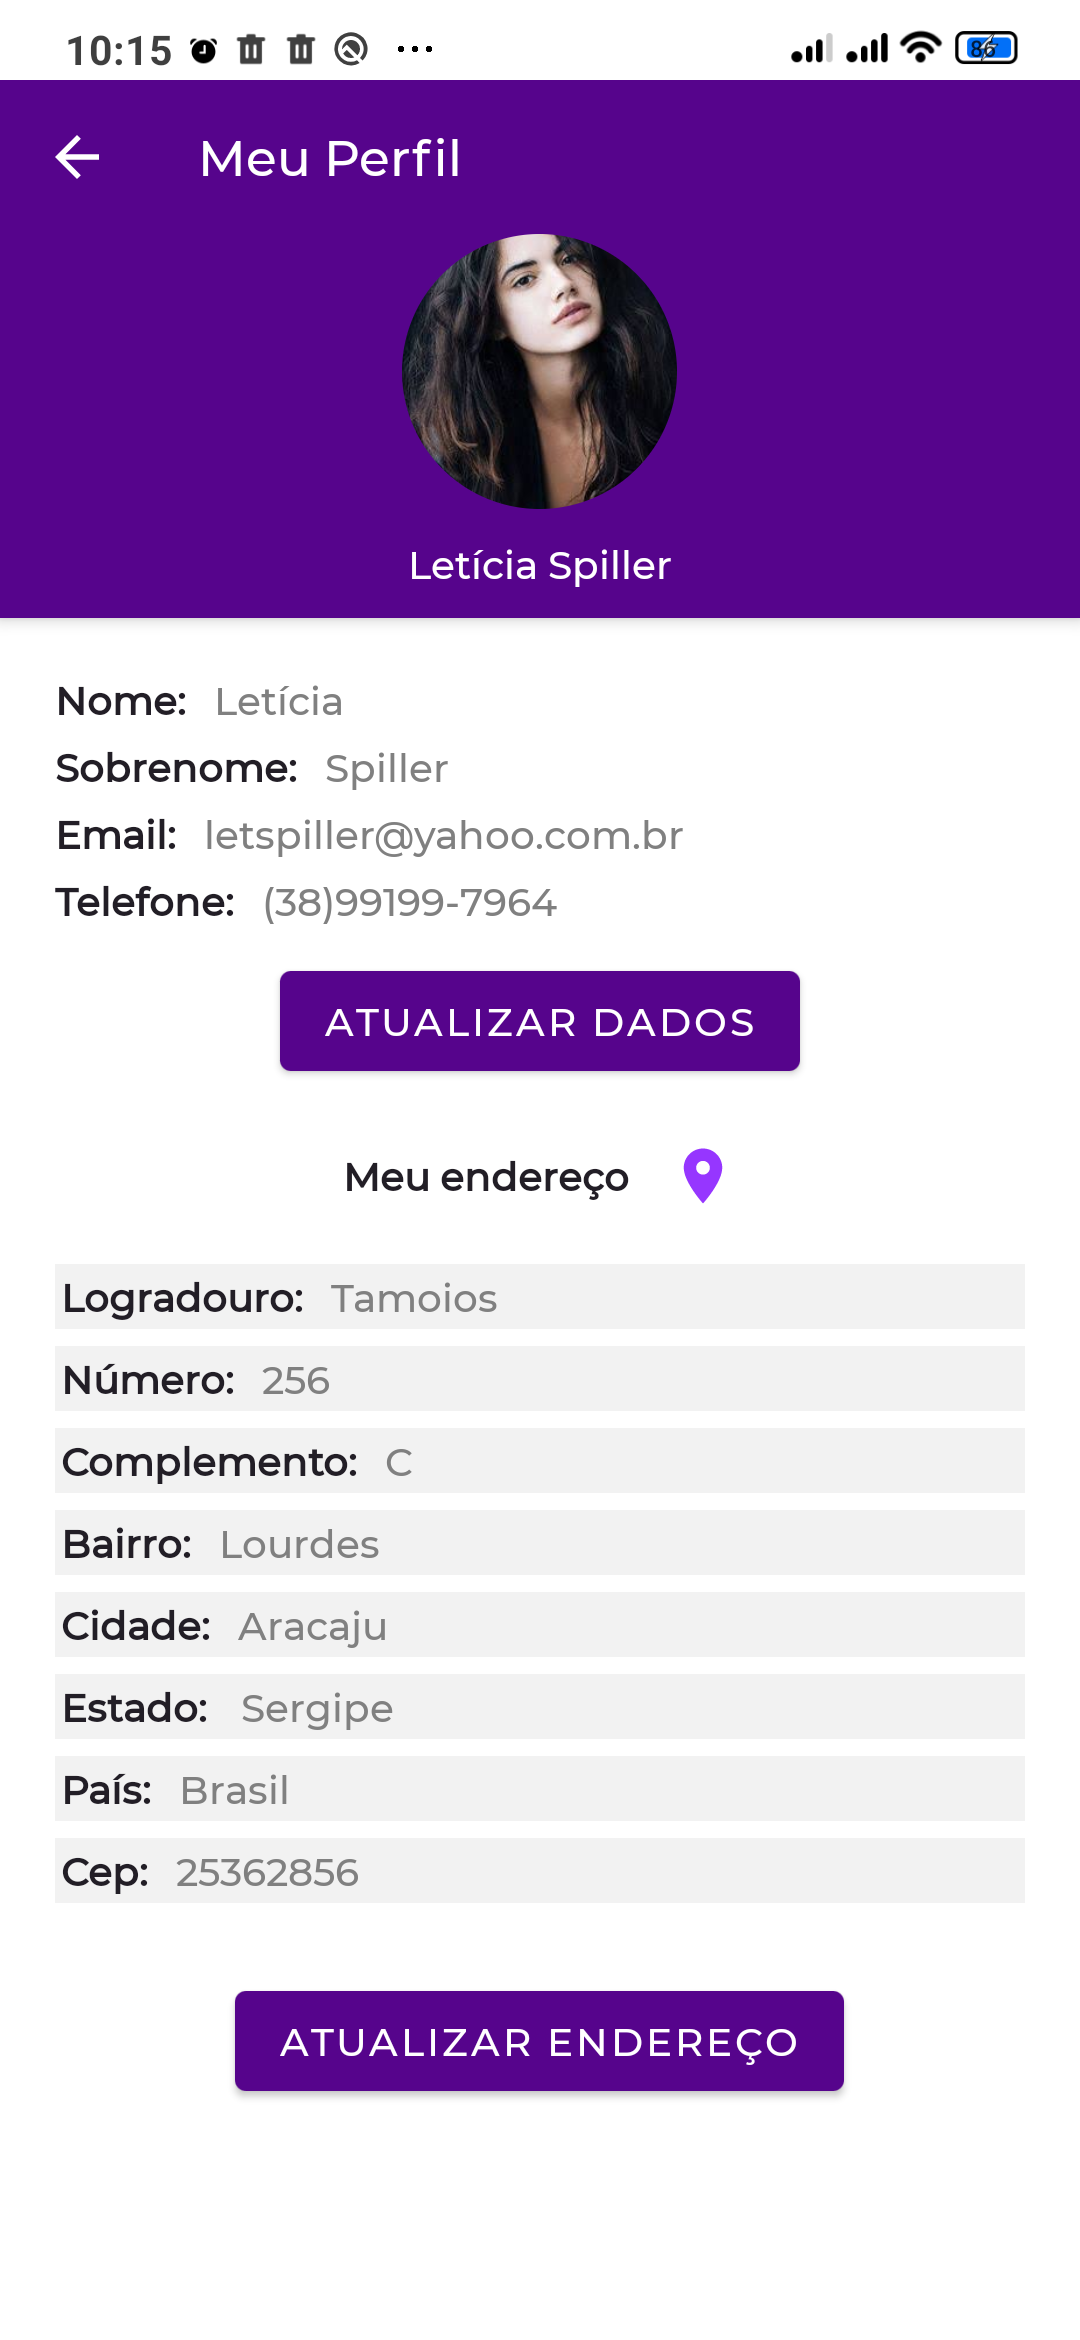 10:15
86
Meu Perfil
Letícia Spiller
Nome: Letícia
Sobrenome: Spiller
Email: letspiller@yahoo.com.br
Telefone: (38)99199-7964
ATUALIZAR DADOS
Meu endereço
Logradouro: Tamoios
Número: 256
Complemento: C
Bairro: Lourdes
Cidade: Aracaju
Estado: Sergipe
País: Brasil
Cep: 25362856
ATUALIZAR ENDEREÇO